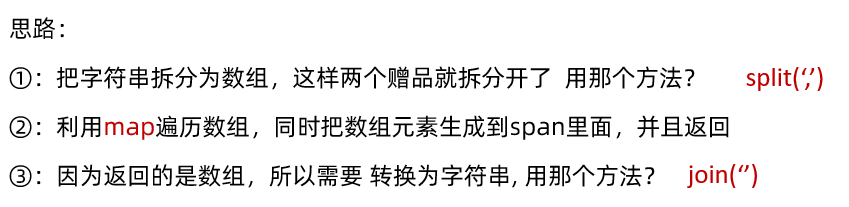 思路：
①：把字符串拆分为数组，这样两个赠品就拆分开了 用那个方法？ split(‘,’)
②：利用map遍历数组，同时把数组元素生成到span里面，并且返回
③：因为返回的是数组，所以需要 转换为字符串, 用那个方法？ join(‘’)